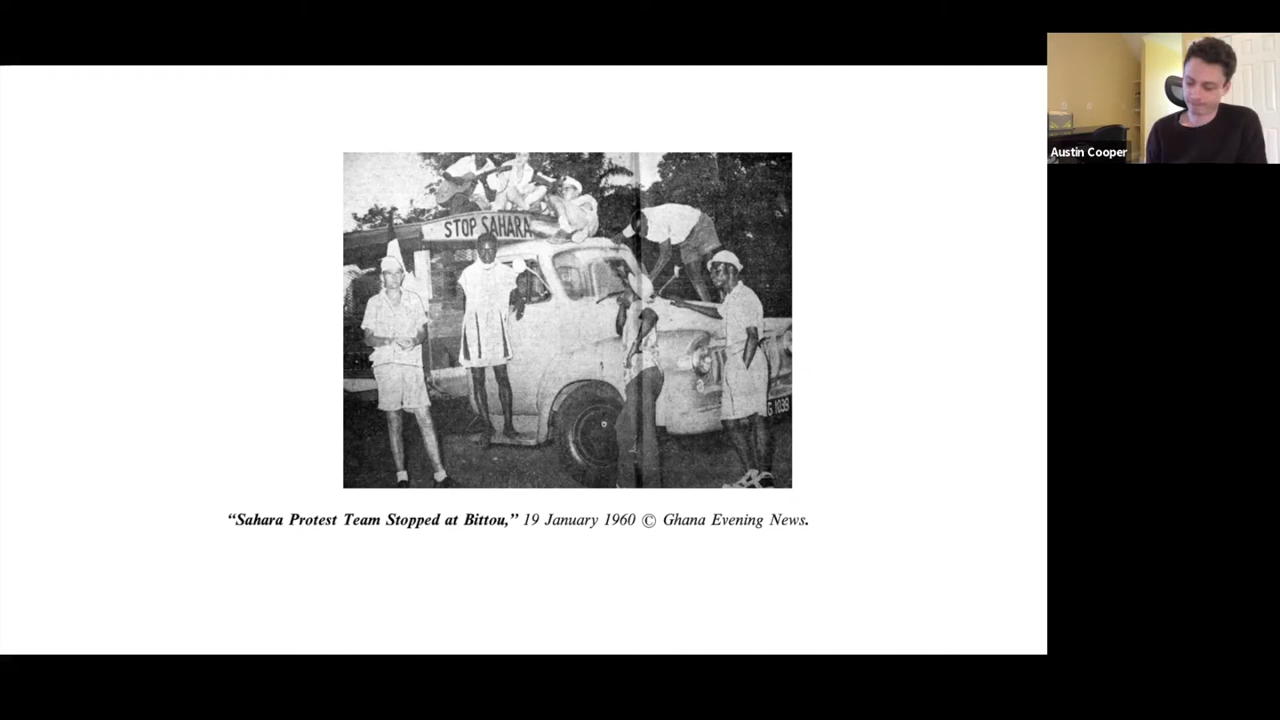 Austin Cooper
STOP SAHARA
G 1039
“Sahara Protest Team Stopped at Bittou,” 19 January 1960 © Ghana Evening News.